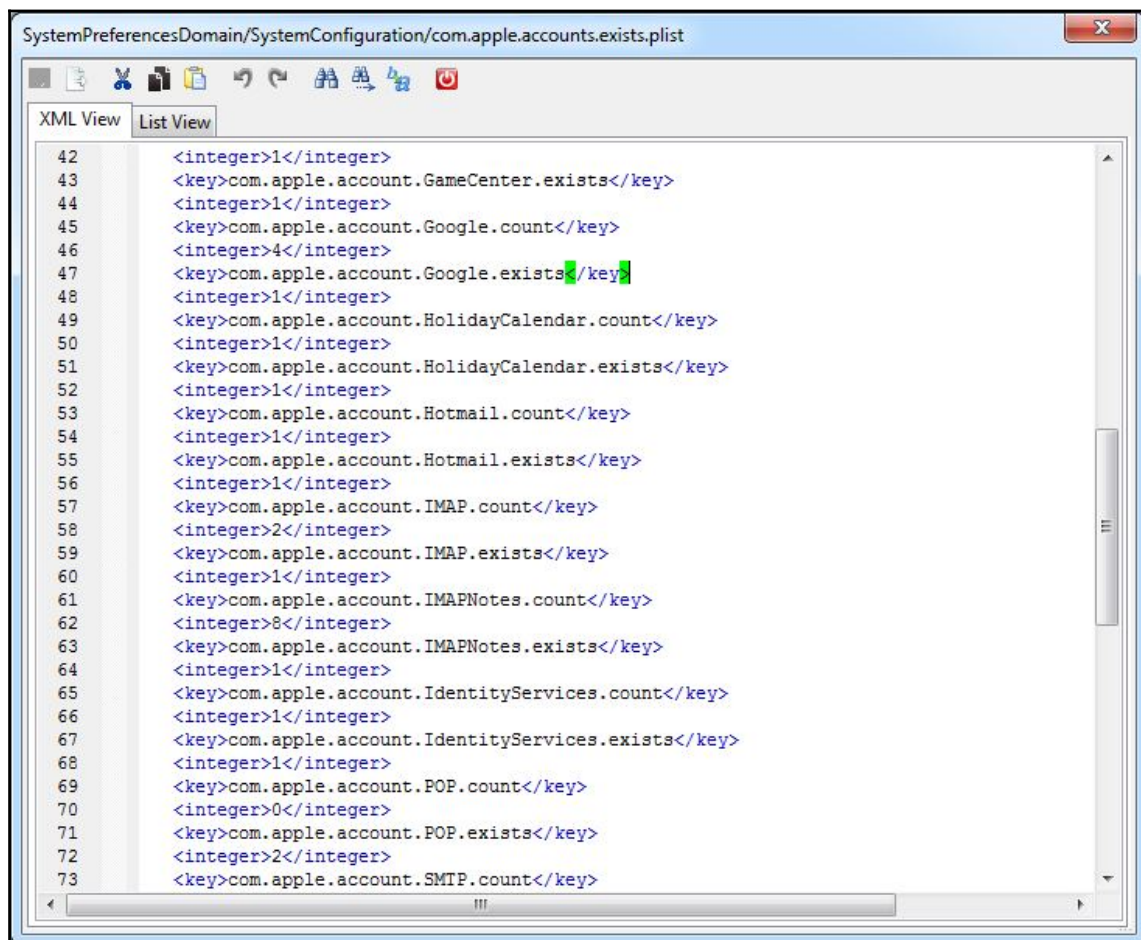 SystemPreferencesDomain/SystemConfiguration/com.apple.accounts.exists.plist
XML View List View
42 <integer>1</integer>
43 <key>com.apple.account.GameCenter.exists</key>
44 <integer>1</integer>
45 <key>com.apple.account.Google.count</key>
46 <integer>4</integer>
47 <key>com.apple.account.Google.exists</key>
48 <integer>1</integer>
49 <key>com.apple.account.HolidayCalendar.count</key>
50 <integer>1</integer>
51 <key>com.apple.account.HolidayCalendar.exists</key>
52 <integer>1</integer>
53 <key>com.apple.account.Hotmail.count</key>
54 <integer>1</integer>
55 <key>com.apple.account.Hotmail.exists</key>
56 <integer>1</integer>
57 <key>com.apple.account.IMAP.count</key>
58 <integer>2</integer>
59 <key>com.apple.account.IMAP.exists</key>
60 <integer>1</integer>
61 <key>com.apple.account.IMAPNotes.count</key>
62 <integer>8</integer>
63 <key>com.apple.account.IMAPNotes.exists</key>
64 <integer>1</integer>
65 <key>com.apple.account.IdentityServices.count</key>
66 <integer>1</integer>
67 <key>com.apple.account.IdentityServices.exists</key>
68 <integer>1</integer>
69 <key>com.apple.account.POP.count</key>
70 <integer>0</integer>
71 <key>com.apple.account.POP.exists</key>
72 <integer>2</integer>
73 <key>com.apple.account.SMTP.count</key>